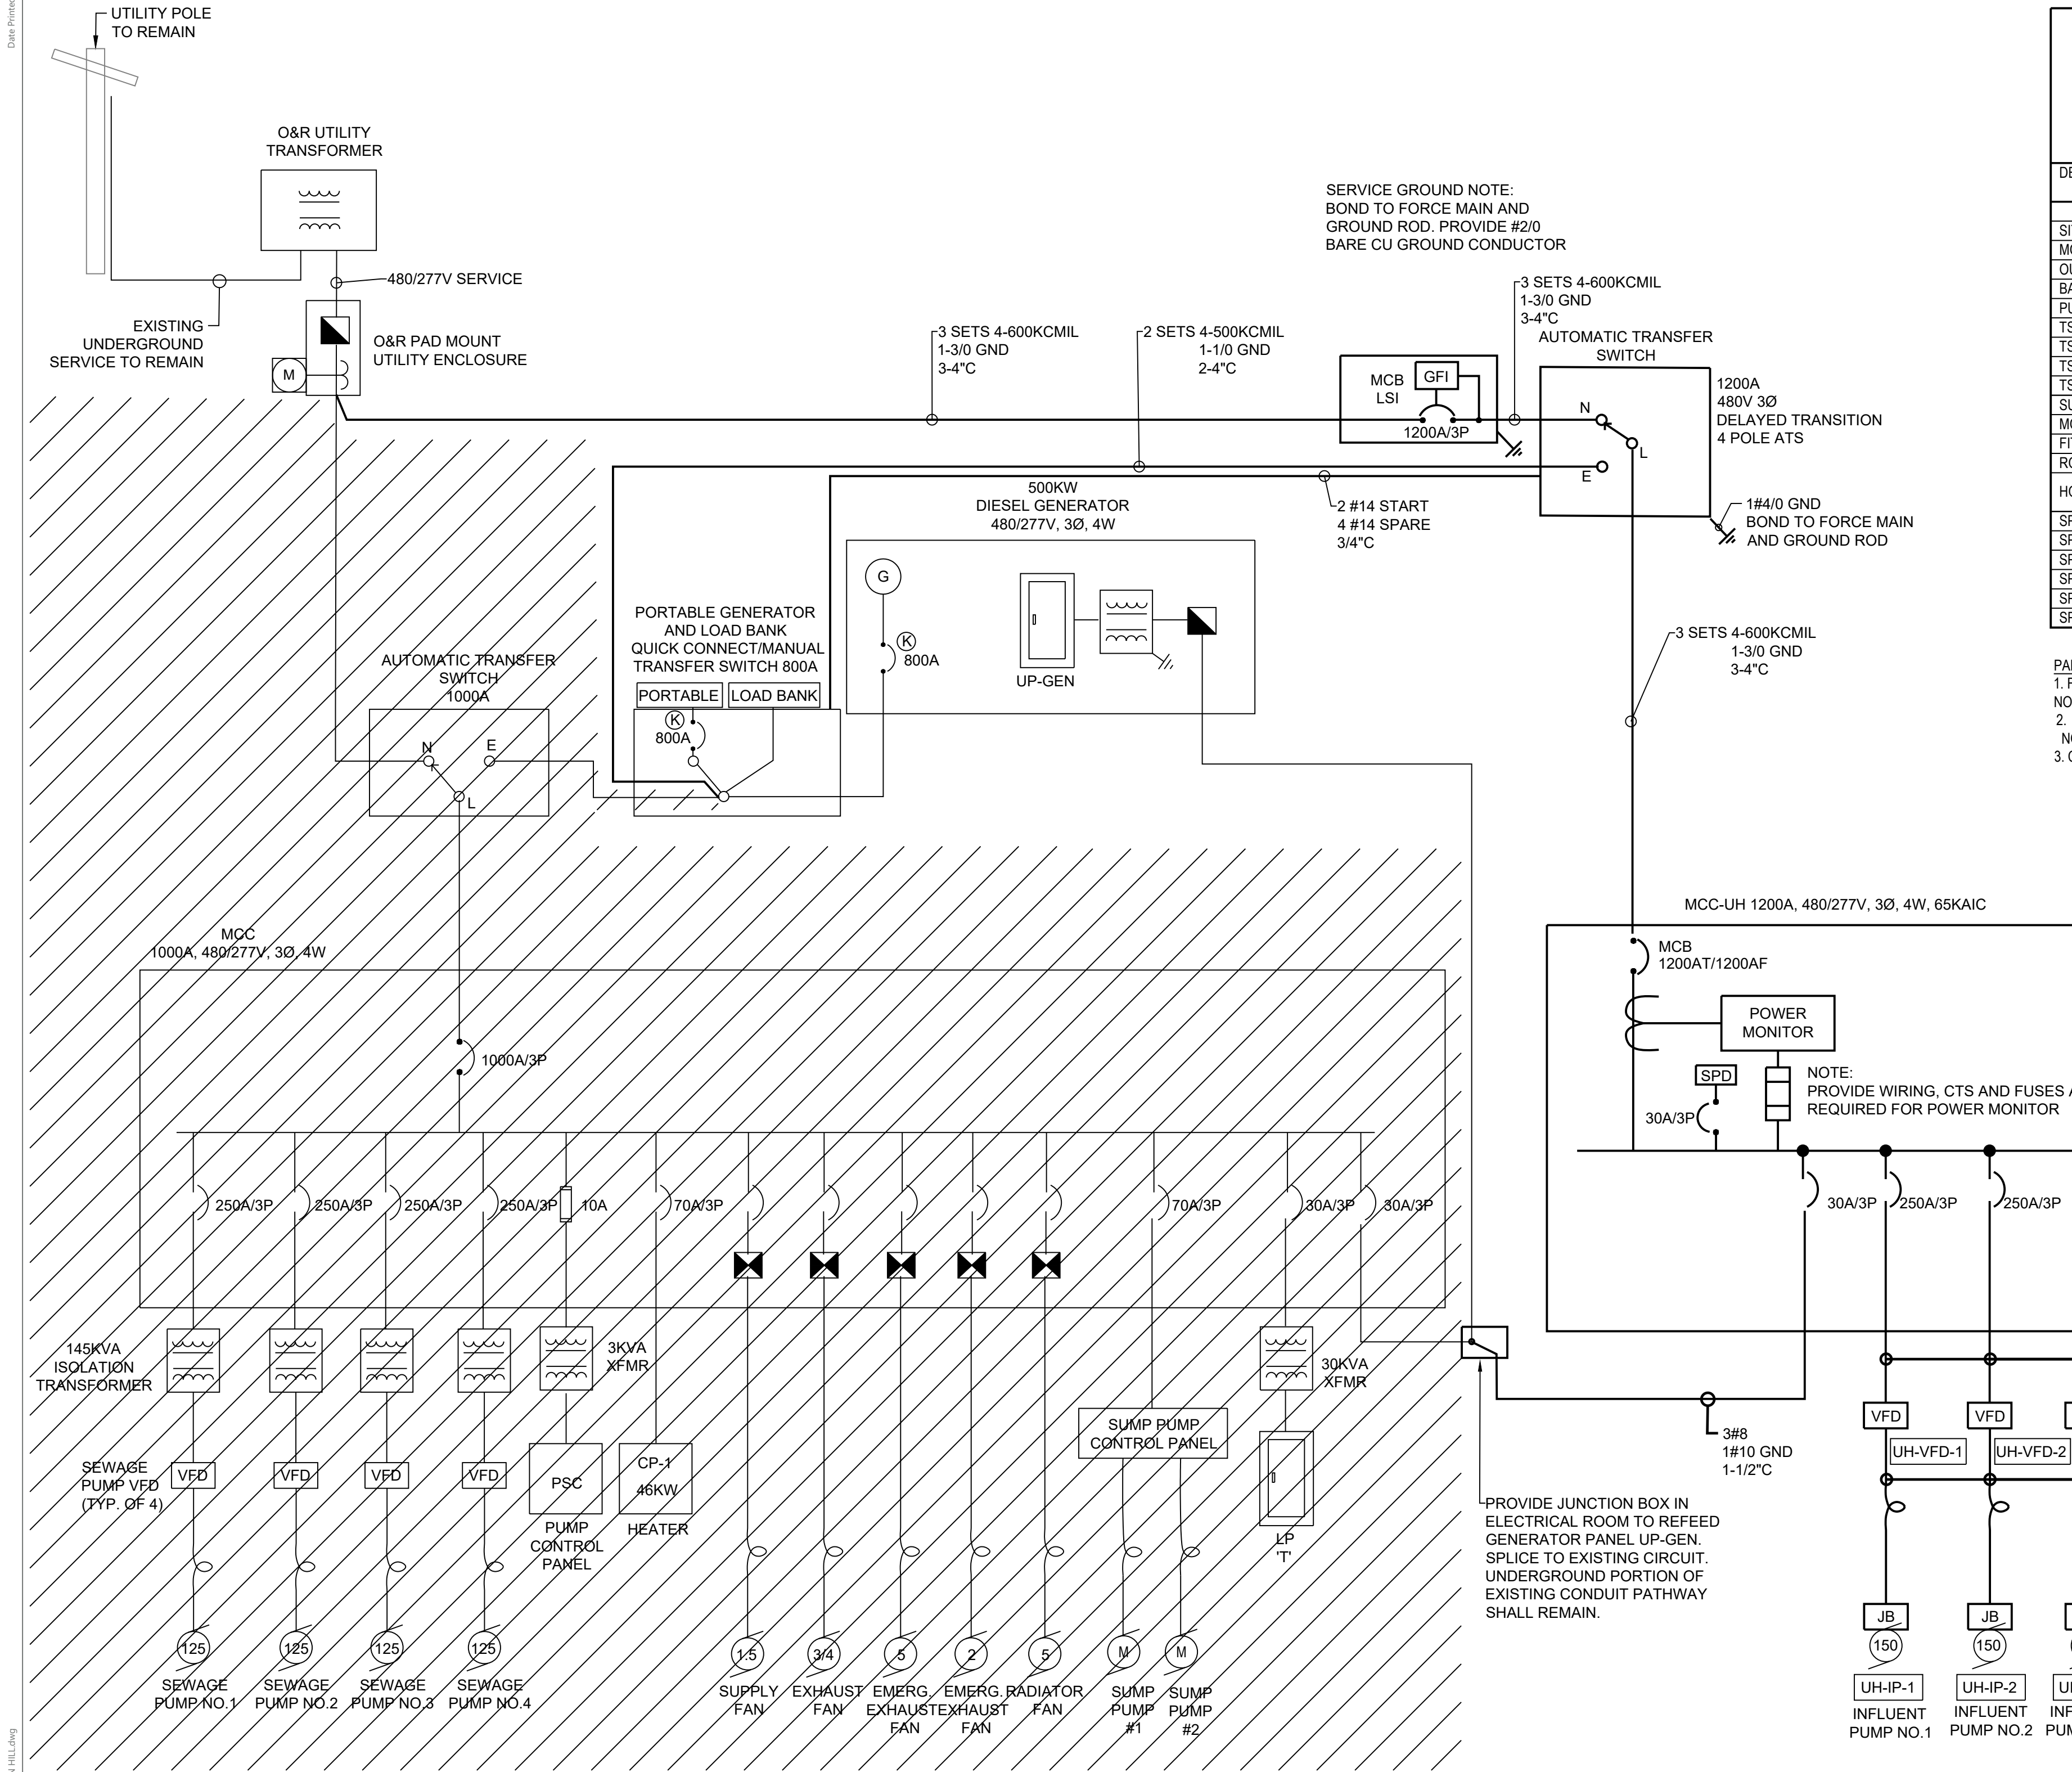 Date Printed
UTILITY POLE
TO REMAIN
O&R UTILITY
TRANSFORMER
480/277V SERVICE
EXISTING
UNDERGROUND
SERVICE TO REMAIN
O&R PAD MOUNT
UTILITY ENCLOSURE
M
3 SETS 4-600KCMIL
1-3/0 GND
3-4"C
2 SETS 4-500KCMIL
1-1/0 GND
2-4"C
SERVICE GROUND NOTE:
BOND TO FORCE MAIN AND
GROUND ROD. PROVIDE #2/0
BARE CU GROUND CONDUCTOR
3 SETS 4-600KCMIL
1-3/0 GND
3-4"C
AUTOMATIC TRANSFER
SWITCH
MCB
LSI
GFI
1200A/3P
N
L
E
1200A
480V 3Ø
DELAYED TRANSITION
4 POLE ATS
1#4/0 GND
BOND TO FORCE MAIN
AND GROUND ROD
2 #14 START
4 #14 SPARE
3/4"C
500KW
DIESEL GENERATOR
480/277V, 3Ø, 4W
G
K
800A
UP-GEN
PORTABLE GENERATOR
AND LOAD BANK
QUICK CONNECT/MANUAL
TRANSFER SWITCH 800A
PORTABLE
LOAD BANK
K
800A
AUTOMATIC TRANSFER
SWITCH
1000A
N
E
L
3 SETS 4-600KCMIL
1-3/0 GND
3-4"C
MCC
1000A, 480/277V, 3Ø, 4W
1000A/3P
250A/3P
250A/3P
250A/3P
250A/3P
10A
70A/3P
70A/3P
30A/3P
30A/3P
145KVA
ISOLATION
TRANSFORMER
3KVA
XFMR
30KVA
XFMR
SEWAGE
PUMP VFD
(TYP. OF 4)
VFD
VFD
VFD
VFD
PSC
PUMP
CONTROL
PANEL
CP-1
46KW
HEATER
SUMP PUMP
CONTROL PANEL
LP
'T'
125
125
125
125
1.5
3/4
5
2
5
M
M
SEWAGE
PUMP NO.1
SEWAGE
PUMP NO.2
SEWAGE
PUMP NO.3
SEWAGE
PUMP NO.4
SUPPLY
FAN
EXHAUST
FAN
EMERG.
EXHAUST
FAN
EMERG.
EXHAUST
FAN
RADIATOR
FAN
SUMP
PUMP
#1
SUMP
PUMP
#2
MCC-UH 1200A, 480/277V, 3Ø, 4W, 65KAIC
MCB
1200AT/1200AF
POWER
MONITOR
SPD
30A/3P
NOTE:
PROVIDE WIRING, CTS AND FUSES
REQUIRED FOR POWER MONITOR
30A/3P
250A/3P
250A/3P
3#8
1#10 GND
1-1/2"C
PROVIDE JUNCTION BOX IN
ELECTRICAL ROOM TO REFEED
GENERATOR PANEL UP-GEN.
SPLICE TO EXISTING CIRCUIT.
UNDERGROUND PORTION OF
EXISTING CONDUIT PATHWAY
SHALL REMAIN.
VFD
VFD
UH-VFD-1
UH-VFD-2
JB
JB
150
150
UH-IP-1
UH-IP-2
INFLUENT
PUMP NO.1
INFLUENT
PUMP NO.2
HILL.dwg